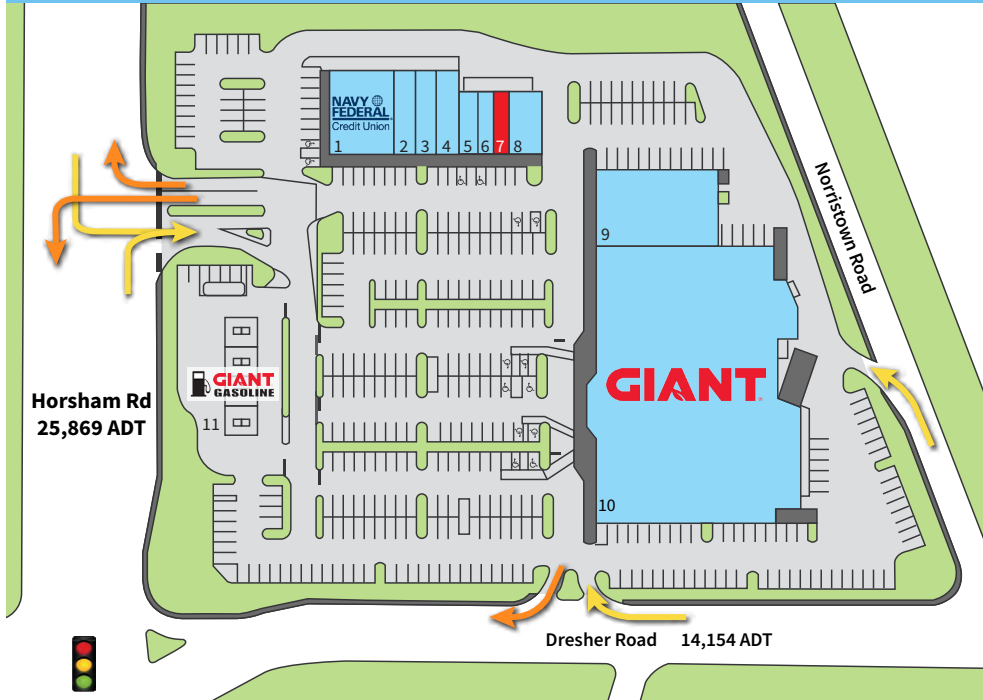 NAVY
FEDERAL
Credit Union
1
2
3
4
5
6
7
8
9
Norristown Road
GIANT
GIANT
GASOLINE
11
Horsham Rd
25,869 ADT
10
Dresher Road 14,154 ADT